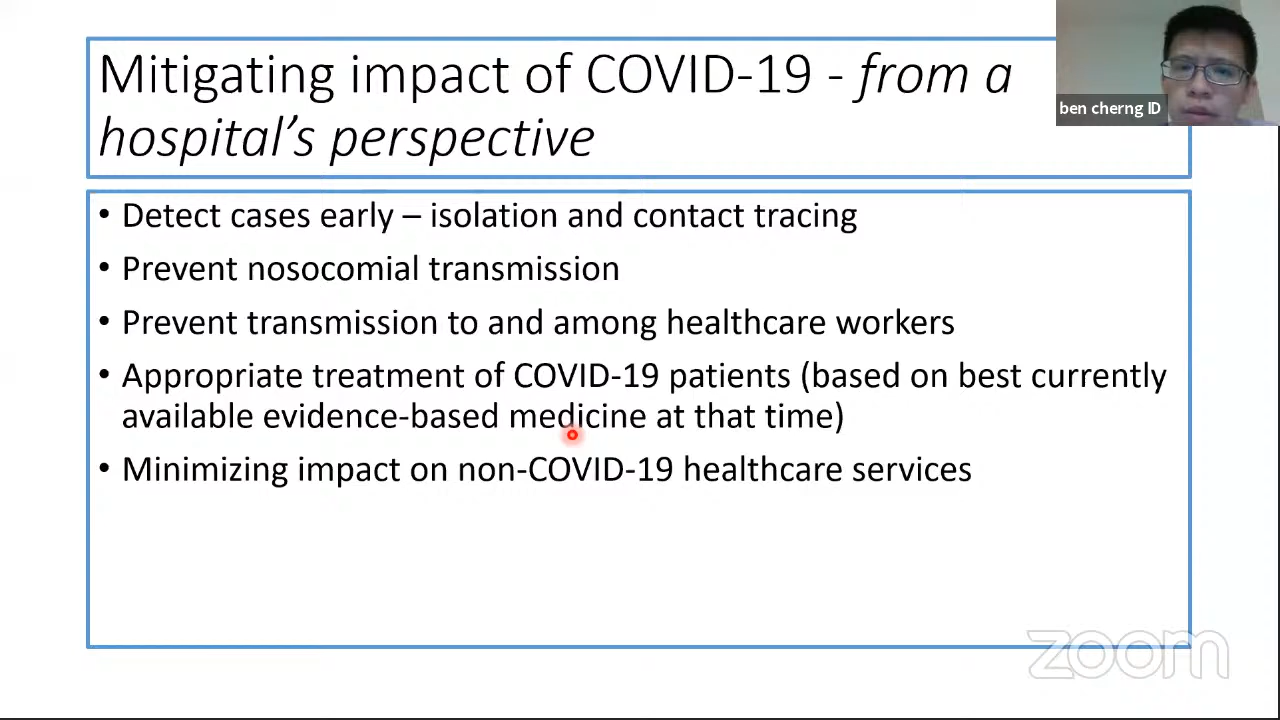 Mitigating impact of COVID-19 - from a
hospital's perspective
ben cherng ID
• Detect cases early – isolation and contact tracing
• Prevent nosocomial transmission
• Prevent transmission to and among healthcare workers
• Appropriate treatment of COVID-19 patients (based on best currently
available evidence-based medicine at that time)
• Minimizing impact on non-COVID-19 healthcare services
zoom